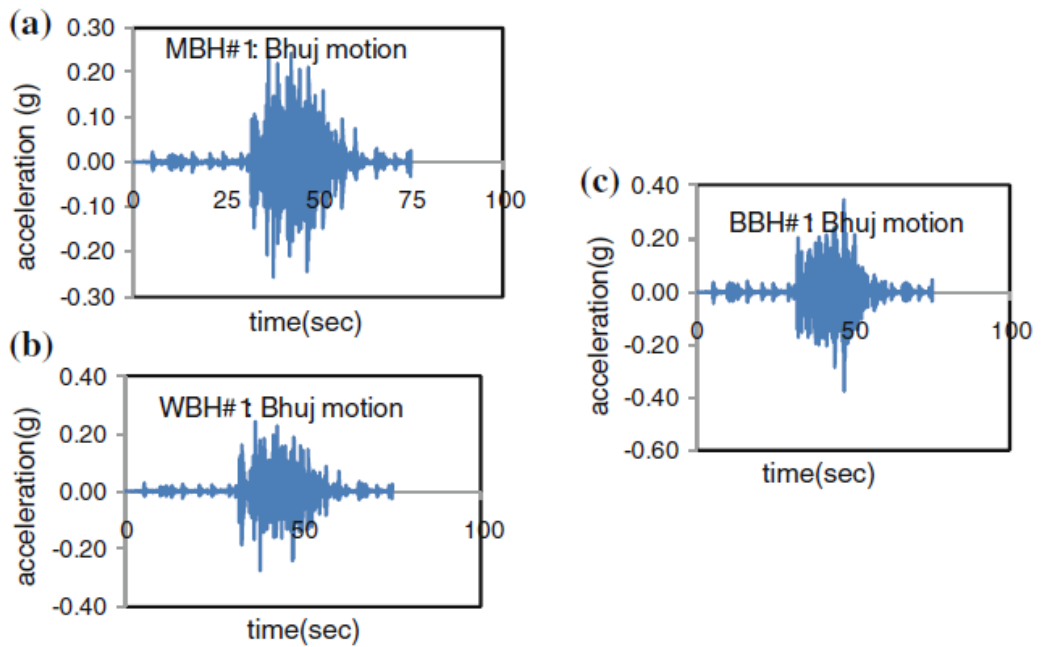 (a)
0.30
MBH#1: Bhuj motion
0.20
0.10
0.00
-0.10
-0.20
-0.30
acceleration (g)
0 25 50 75 100
time(sec)
(b)
0.40
WBH#1: Bhuj motion
0.20
0.00
-0.20
-0.40
acceleration(g)
0 50 100
time(sec)
(c)
0.40
BBH#1 Bhuj motion
0.20
0.00
-0.20
-0.40
-0.60
acceleration(g)
0 50 100
time(sec)